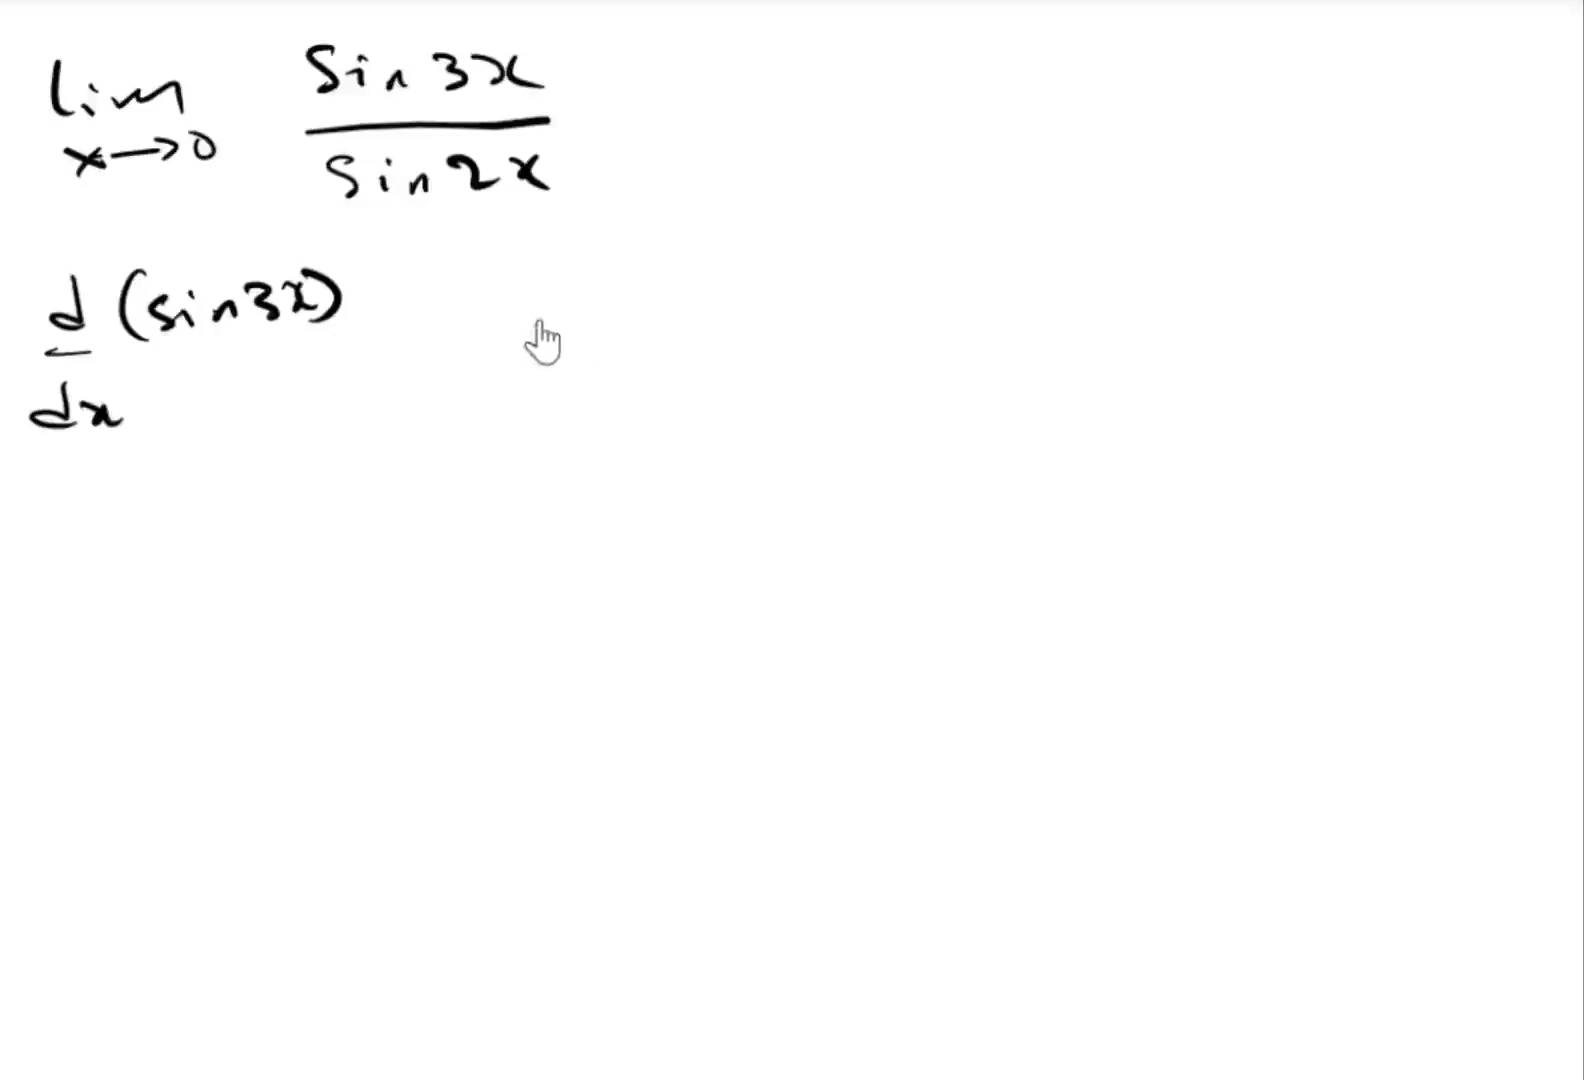 lim sin 3x
x→0 sin 2x
d (sin3x)
dx